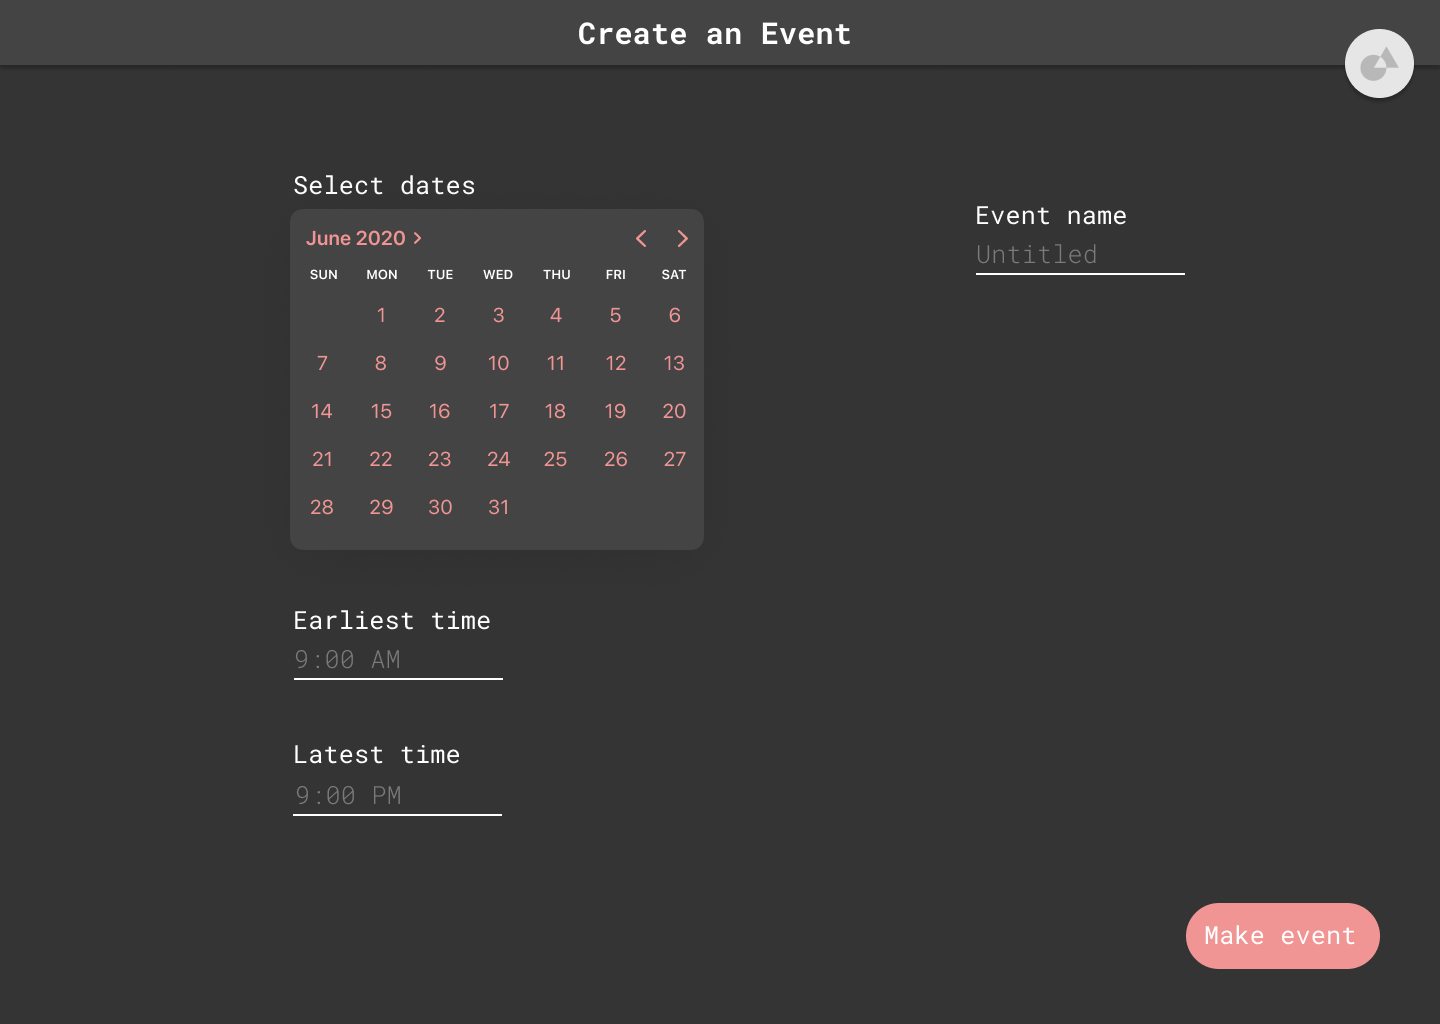 Create an Event
Select dates
June 2020 >
SUN MON TUE WED THU FRI SAT
1 2 3 4 5 6
7 8 9 10 11 12 13
14 15 16 17 18 19 20
21 22 23 24 25 26 27
28 29 30 31
Event name
Untitled
Earliest time
9:00 AM
Latest time
9:00 PM
Make event